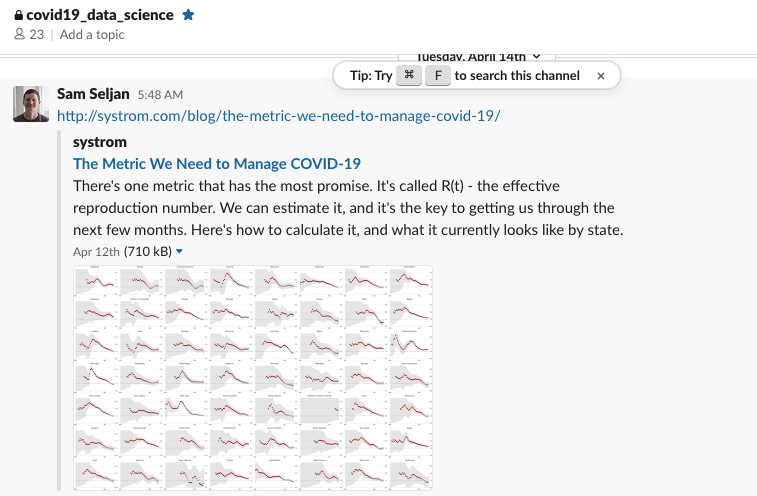 covid19_data_science
23 | Add a topic
Tuesday, April 14th
Tip: Try ⌘ F to search this channel ×
Sam Seljan 5:48 AM
http://systrom.com/blog/the-metric-we-need-to-manage-covid-19/
systrom
The Metric We Need to Manage COVID-19
There's one metric that has the most promise. It's called R(t) - the effective
reproduction number. We can estimate it, and it's the key to getting us through the
next few months. Here's how to calculate it, and what it currently looks like by state.
Apr 12th (710 kB)